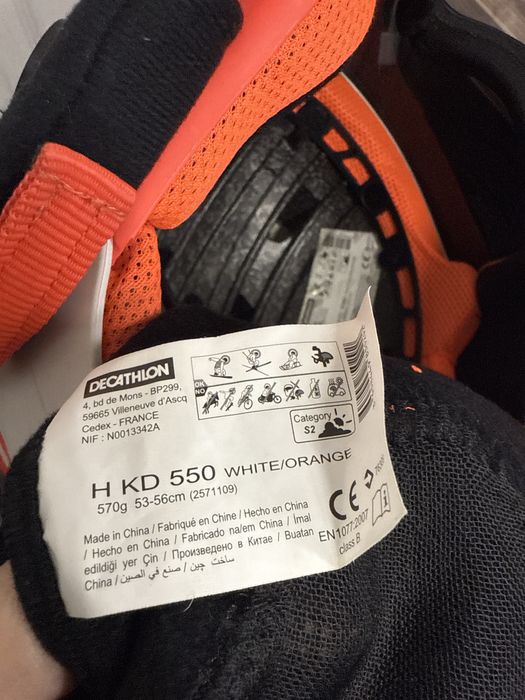 DECATHLON
4, bd de Mons - BP299,
59665 Villeneuve d'Ascq
Cedex - FRANCE
NIF : N0013342A
OK
NO
Category
S2
H KD 550 WHITE/ORANGE
570g 53-56cm (2571109)
Made in China / Fabriqué en Chine / Hecho en China
/ Hecho en China / Fabricado na/em China / İmal
edildiği yer Çin / Произведено в Китае / Buatan
China / ساخت چین / صنع في الصين
CE
EN1077:2007
class B